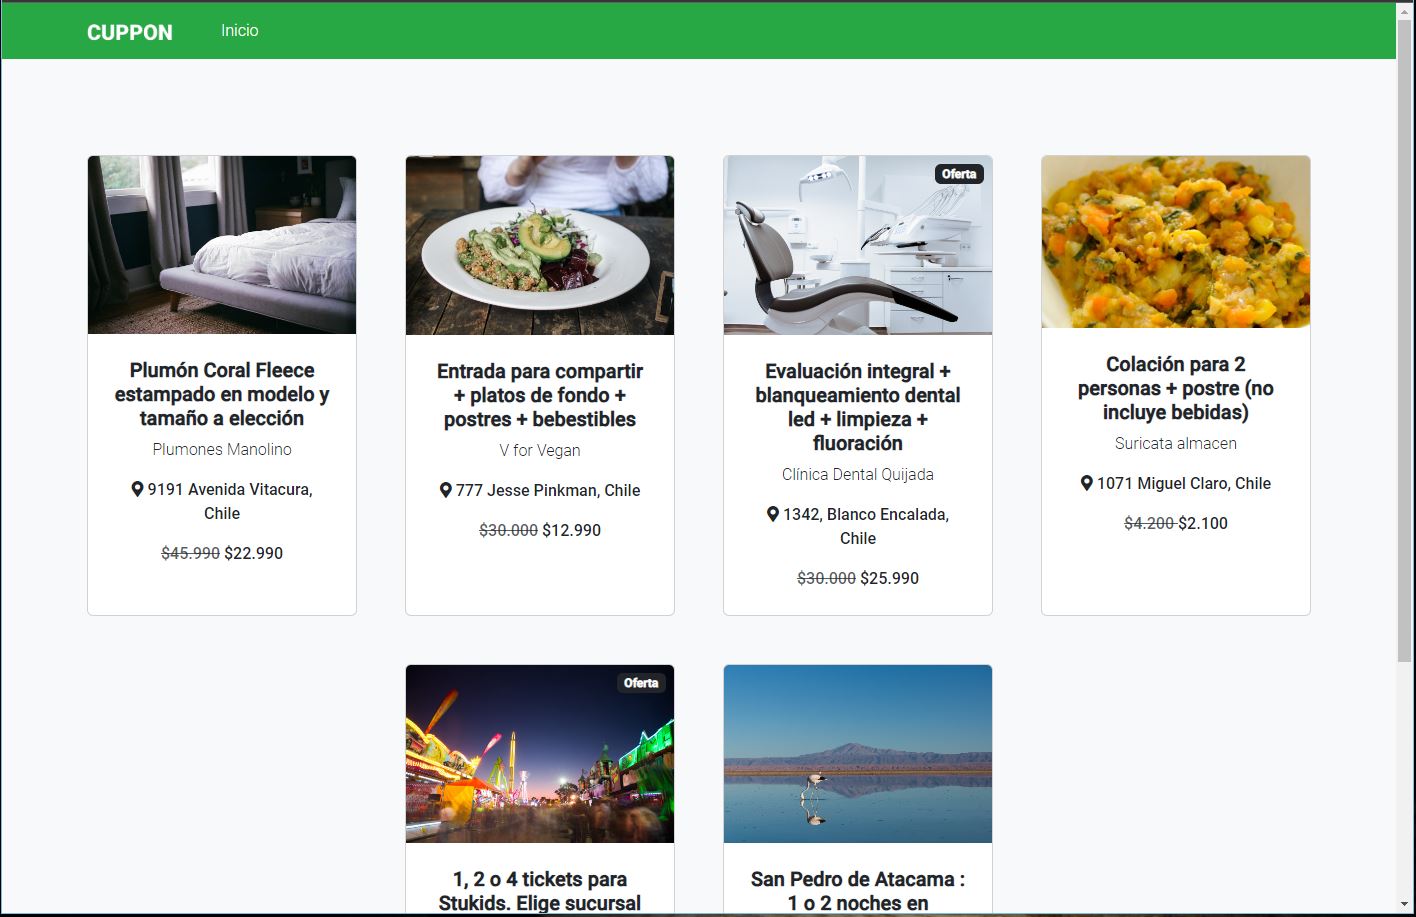 CUPPON Inicio
Oferta
Plumón Coral Fleece
estampado en modelo y
tamaño a elección
Plumones Manolino
9191 Avenida Vitacura,
Chile
$45.990 $22.990
Entrada para compartir
+ platos de fondo +
postres + bebestibles
V for Vegan
777 Jesse Pinkman, Chile
$30.000 $12.990
Evaluación integral +
blanqueamiento dental
led + limpieza +
fluoración
Clínica Dental Quijada
1342, Blanco Encalada,
Chile
$30.000 $25.990
Colación para 2
personas + postre (no
incluye bebidas)
Suricata almacen
1071 Miguel Claro, Chile
$4.200 $2.100
Oferta
1, 2 o 4 tickets para
Stukids. Elige sucursal
San Pedro de Atacama :
1 o 2 noches en